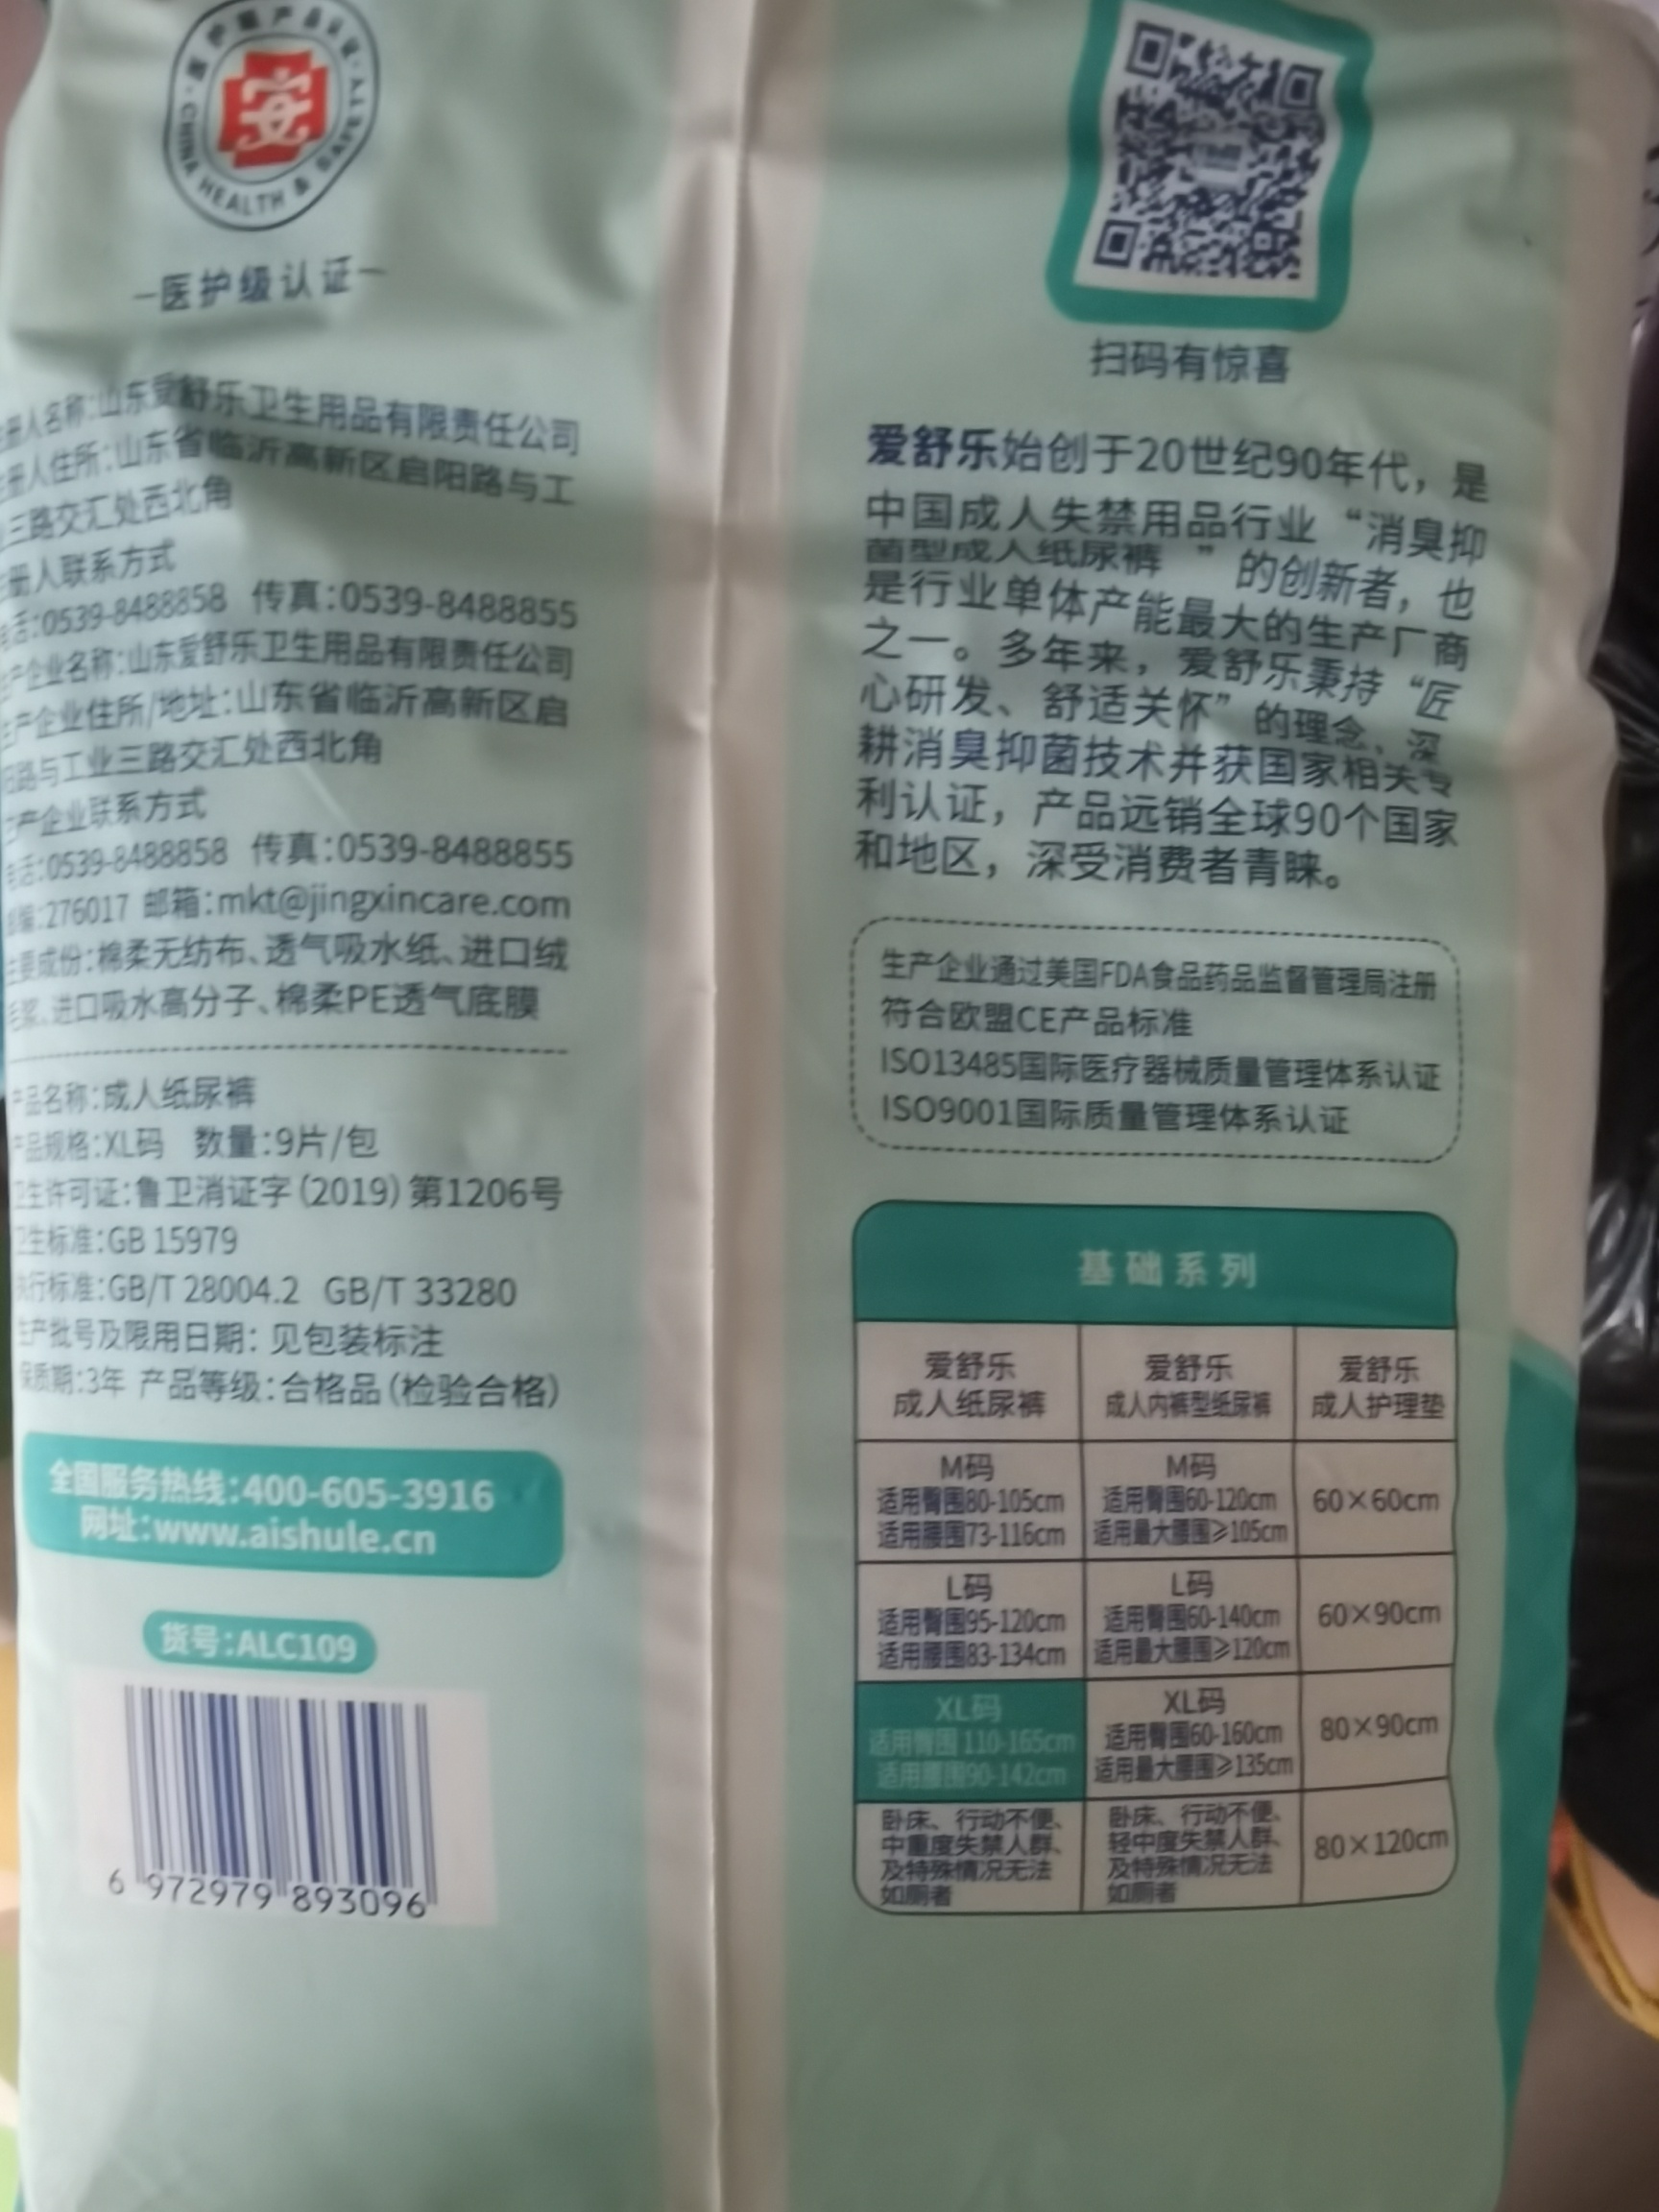 CHINA HEALTH & SAFETY
安
医护级认证
册人名称:山东爱舒乐卫生用品有限责任公司
册人住所:山东省临沂高新区启阳路与工
三路交汇处西北角
册人联系方式
话:0539-8488858 传真:0539-8488855
产企业名称:山东爱舒乐卫生用品有限责任公司
生产企业住所/地址:山东省临沂高新区启
阳路与工业三路交汇处西北角
生产企业联系方式
电话:0539-8488858 传真:0539-8488855
邮编:276017 邮箱:mkt@jingxincare.com
主要成份:棉柔无纺布、透气吸水纸、进口绒
毛浆、进口吸水高分子、棉柔PE透气底膜
产品名称:成人纸尿裤
产品规格:XL码 数量:9片/包
卫生许可证:鲁卫消证字(2019)第1206号
卫生标准:GB 15979
执行标准:GB/T 28004.2 GB/T 33280
生产批号及限用日期: 见包装标注
保质期:3年 产品等级:合格品(检验合格)
全国服务热线:400-605-3916
网址:www.aishule.cn
货号:ALC109
6 972979 893096
扫码有惊喜
爱舒乐始创于20世纪90年代，是
中国成人失禁用品行业“消臭抑
菌型成人纸尿裤”的创新者，也
是行业单体产能最大的生产厂商
之一。多年来，爱舒乐秉持“匠
心研发、舒适关怀”的理念、深
耕消臭抑菌技术并获国家相关专
利认证，产品远销全球90个国家
和地区，深受消费者青睐。
生产企业通过美国FDA食品药品监督管理局注册
符合欧盟CE产品标准
ISO13485国际医疗器械质量管理体系认证
ISO9001国际质量管理体系认证
基础系列
爱舒乐 爱舒乐 爱舒乐
成人纸尿裤 成人内裤型纸尿裤 成人护理垫
M码 M码
适用臀围80-105cm 适用臀围60-120cm 60×60cm
适用腰围73-116cm 适用最大腰围≥105cm
L码 L码
适用臀围95-120cm 适用臀围60-140cm 60×90cm
适用腰围83-134cm 适用最大腰围≥120cm
XL码 XL码
适用臀围 110-165cm 适用臀围60-160cm 80×90cm
适用腰围90-142cm 适用最大腰围≥135cm
卧床、行动不便、 卧床、行动不便、
中重度失禁人群、 轻中度失禁人群、 80×120cm
及特殊情况无法 及特殊情况无法
如厕者 如厕者